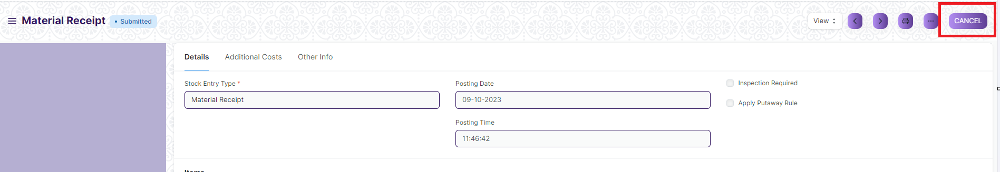 Material Receipt
• Submitted
View
CANCEL
Details
Additional Costs
Other Info
Stock Entry Type *
Posting Date
Inspection Required
Material Receipt
09-10-2023
Apply Putaway Rule
Posting Time
11:46:42
Items